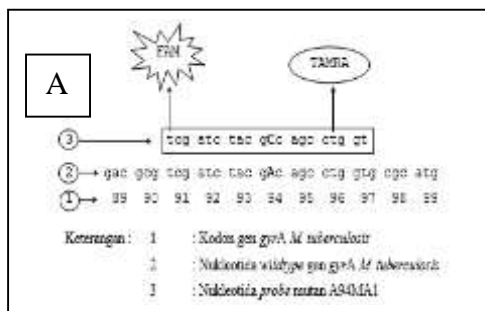 FAM
A
TAMRA
3 tcg atc tac gCc agc ctg gt
2 gac gcg tcg atc tac gAc agc ctg gtg cgc atg
1 89 90 91 92 93 94 95 96 97 98 99
Keterangan : 1 : Kodon gen gyrA M. tuberculosis
2 : Nukleotida wildtype gen gyrA M. tuberculosis
3 : Nukleotida probe mutan A94MA1